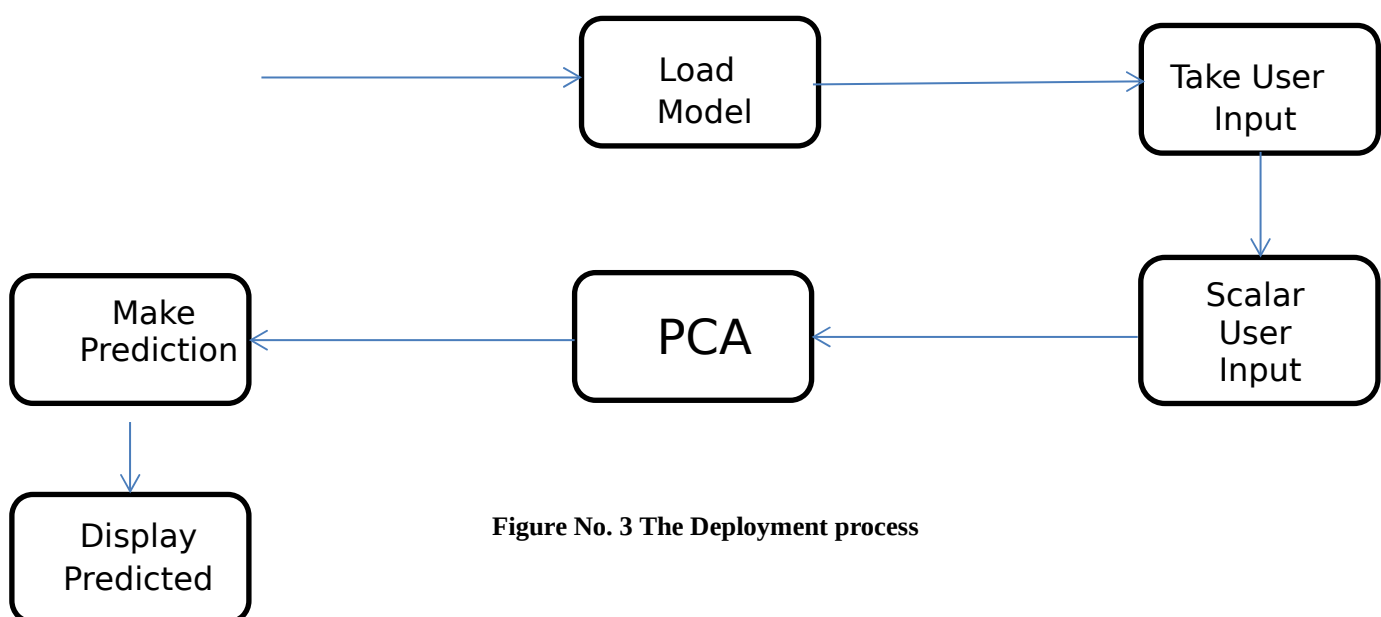 Load
Model
Take User
Input
Scalar
User
Input
PCA
Make
Prediction
Display
Predicted
Figure No. 3 The Deployment process